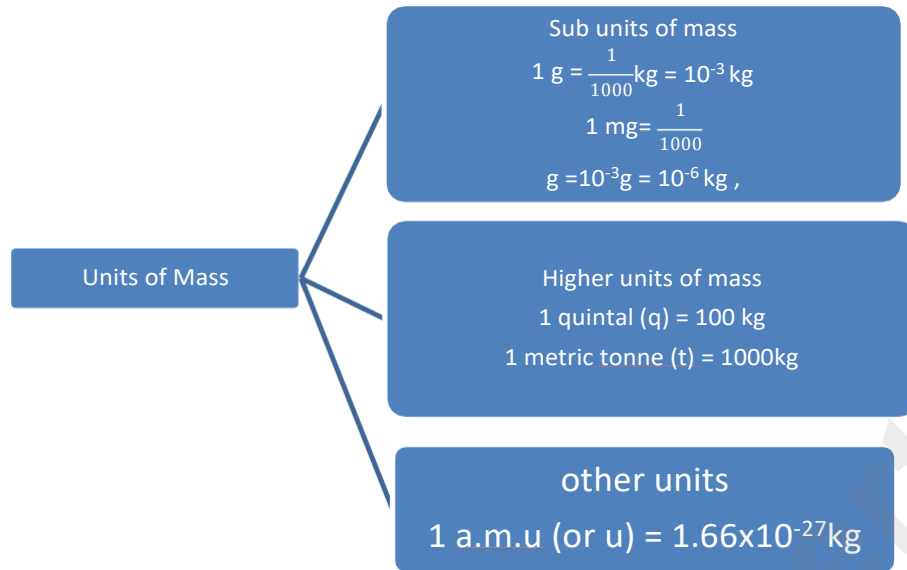 Units of Mass
Sub units of mass
1 g = 1/1000 kg = 10⁻³ kg
1 mg= 1/1000
g =10⁻³g = 10⁻⁶ kg ,
Higher units of mass
1 quintal (q) = 100 kg
1 metric tonne (t) = 1000kg
other units
1 a.m.u (or u) = 1.66x10⁻²⁷kg